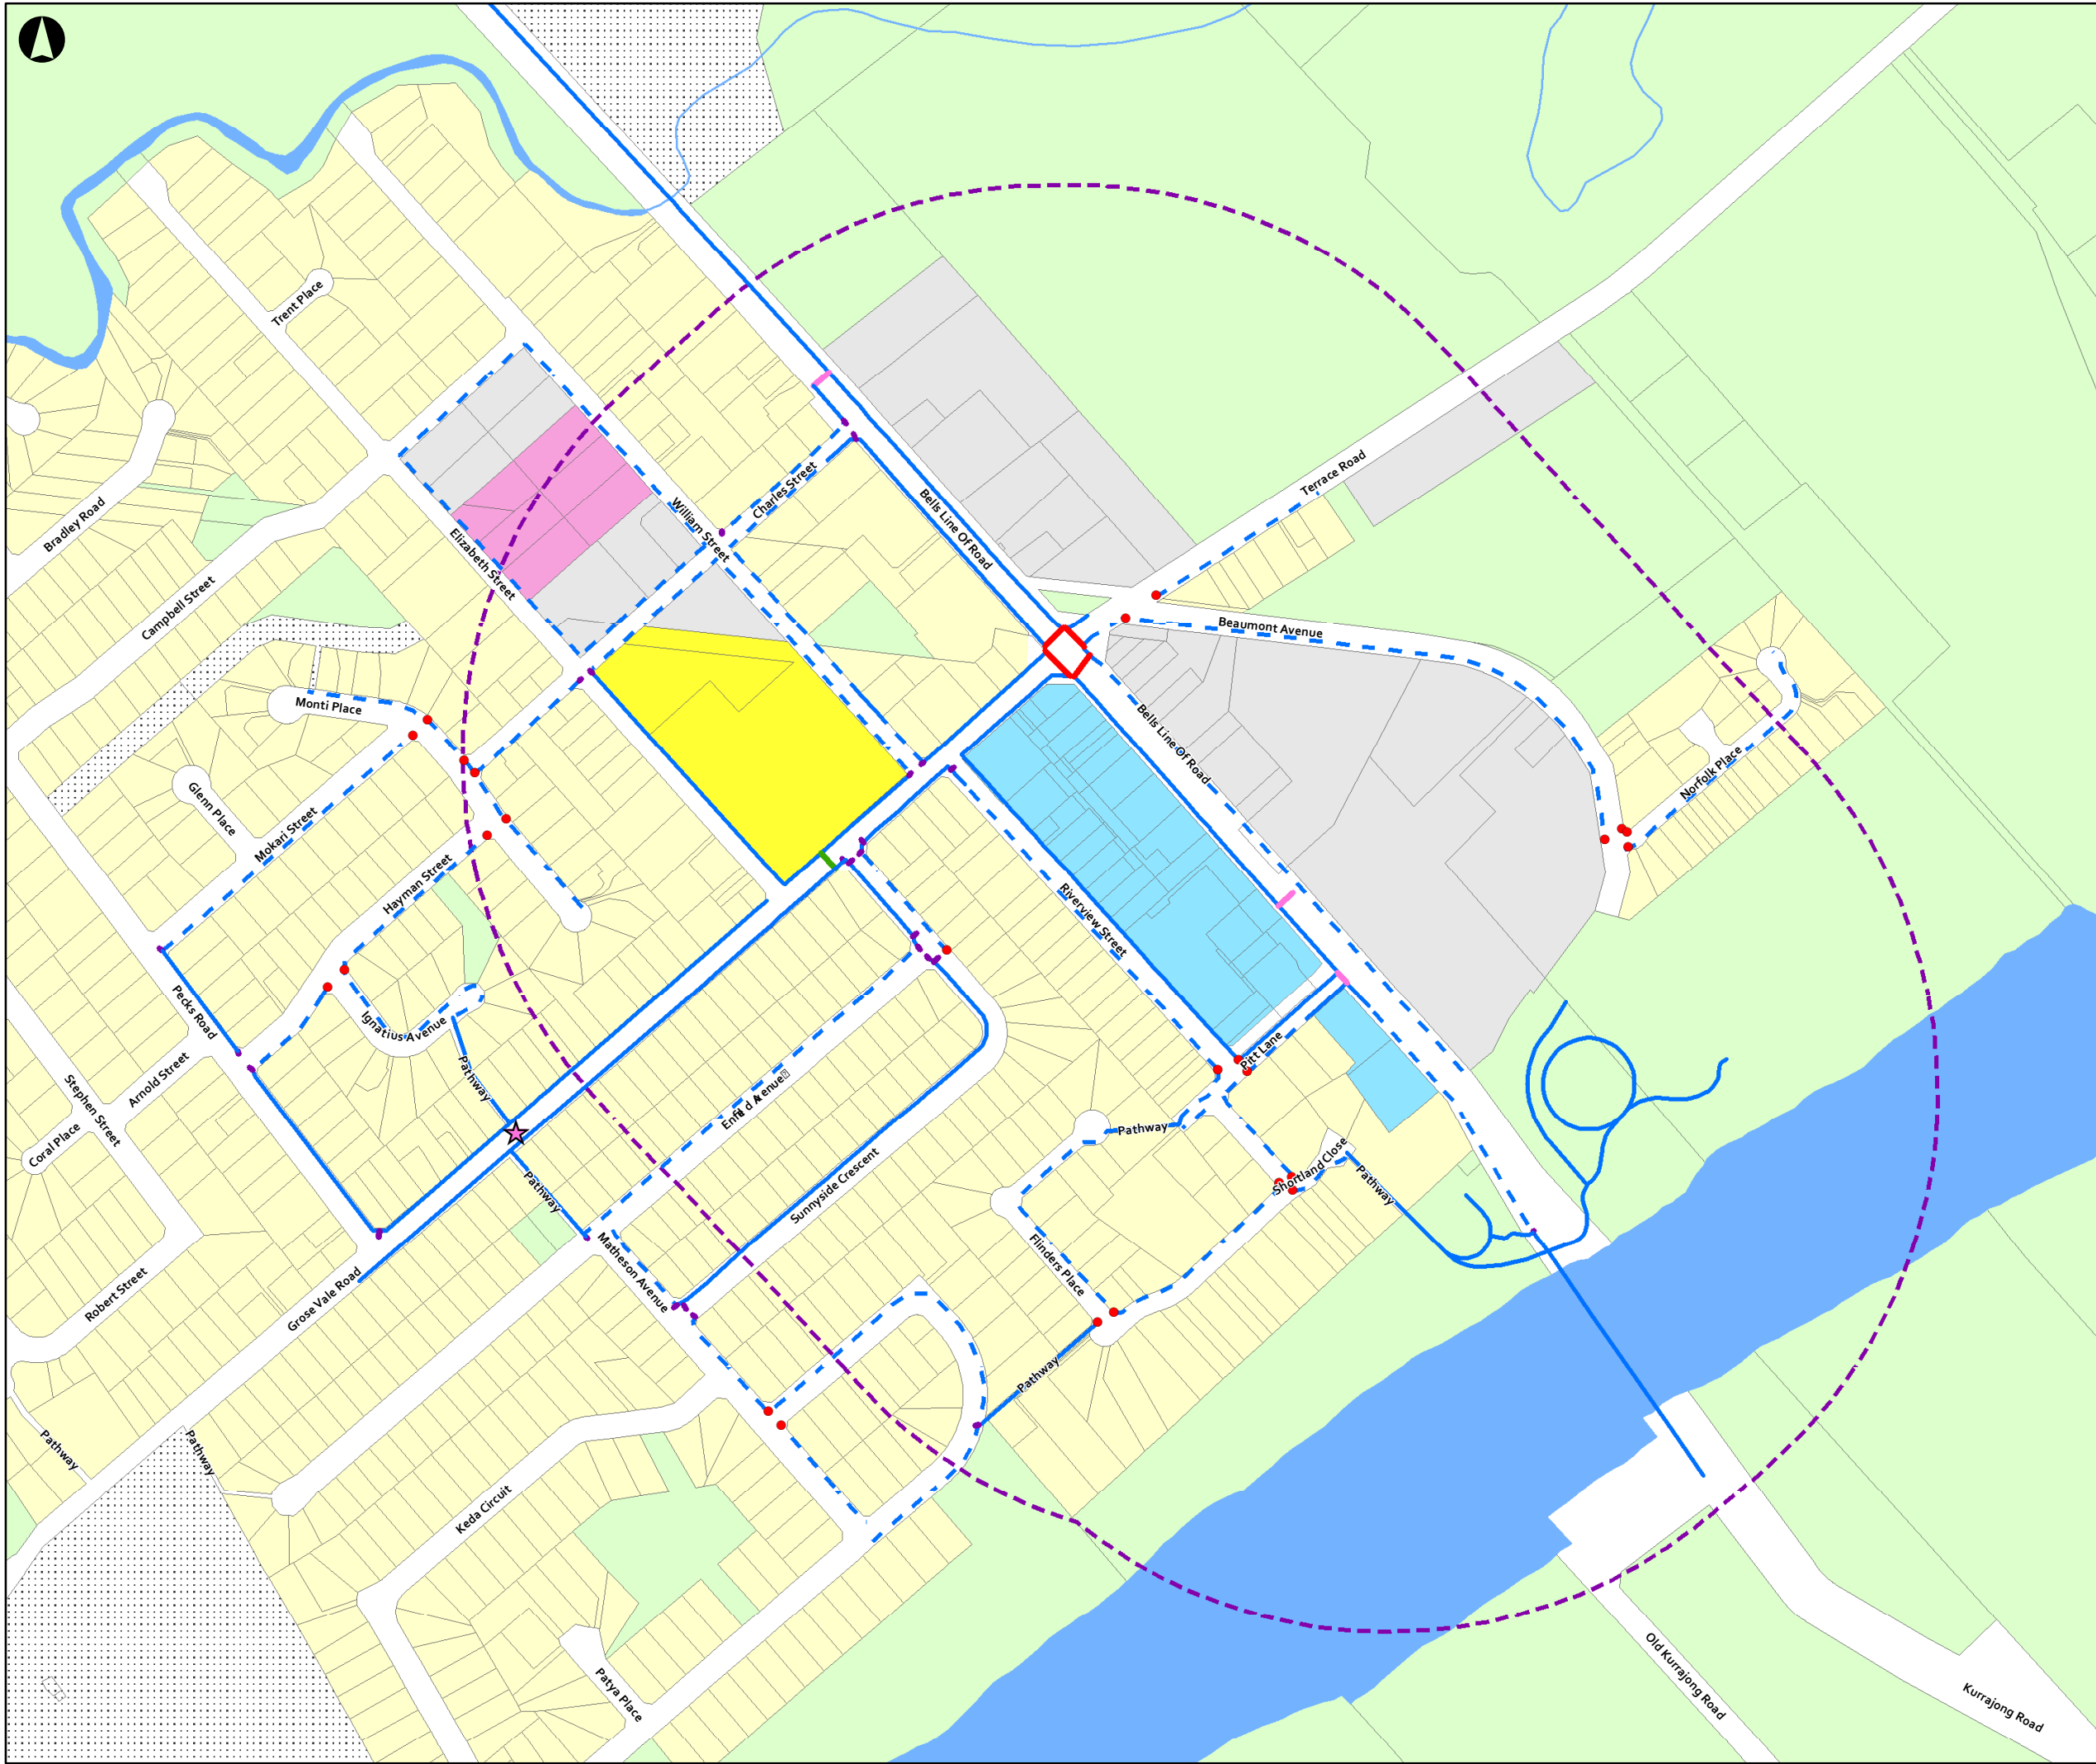 Trent Place
Bradley Road
Campbell Street
Elizabeth Street
William Street
Charles Street
Bells Line Of Road
Terrace Road
Beaumont Avenue
Monti Place
Glenn Place
Mokari Street
Hayman Street
Bells Line Of Road
Norfolk Place
Riverview Street
Pecks Road
Ignatius Avenue
Pathway
Arnold Street
Stephen Street
Coral Place
Pitt Lane
Pathway
Shortland Close
Pathway
Pathway
Sunnyside Crescent
Matheson Avenue
Flinders Place
Robert Street
Grose Vale Road
Pathway
Pathway
Pathway
Keda Circuit
Patya Place
Old Kurrajong Road
Kurrajong Road